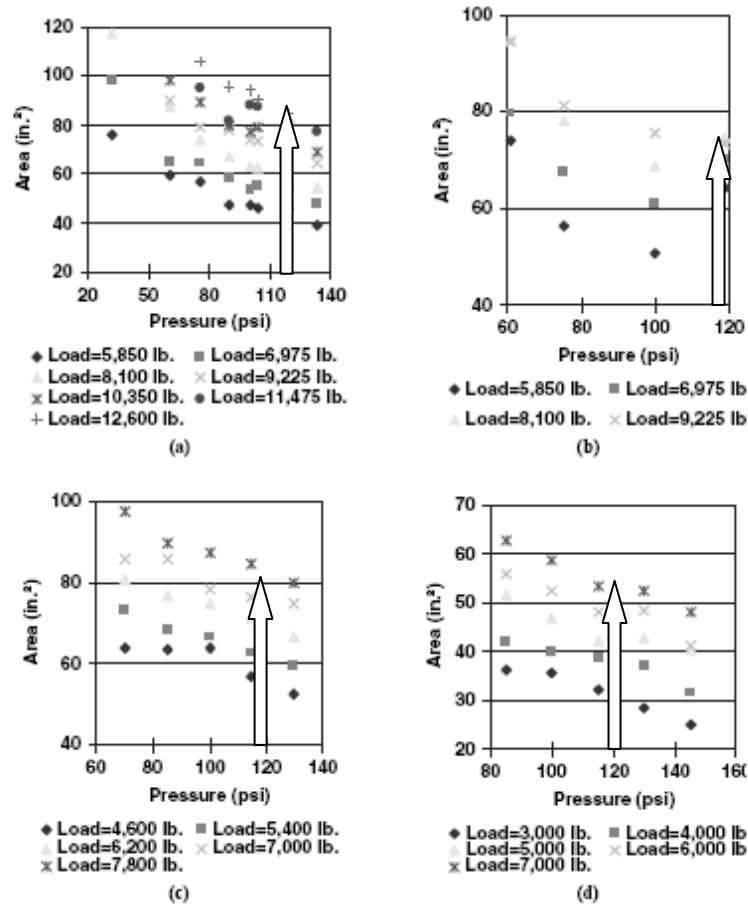 120
100
80
60
40
20
Area (in.²)
20 50 80 110 140
Pressure (psi)
Load=5,850 lb. Load=6,975 lb.
Load=8,100 lb. Load=9,225 lb.
Load=10,350 lb. Load=11,475 lb.
Load=12,600 lb.
(a)
100
80
60
40
Area (in.²)
60 80 100 120
Pressure (psi)
Load=5,850 lb. Load=6,975 lb
Load=8,100 lb. Load=9,225 lb
(b)
100
80
60
40
Area (in.²)
60 80 100 120 140
Pressure (psi)
Load=4,600 lb. Load=5,400 lb.
Load=6,200 lb. Load=7,000 lb.
Load=7,800 lb.
(c)
70
60
50
40
30
20
Area (in.²)
80 100 120 140 160
Pressure (psi)
Load=3,000 lb. Load=4,000 lb.
Load=5,000 lb. Load=6,000 lb.
Load=7,000 lb.
(d)